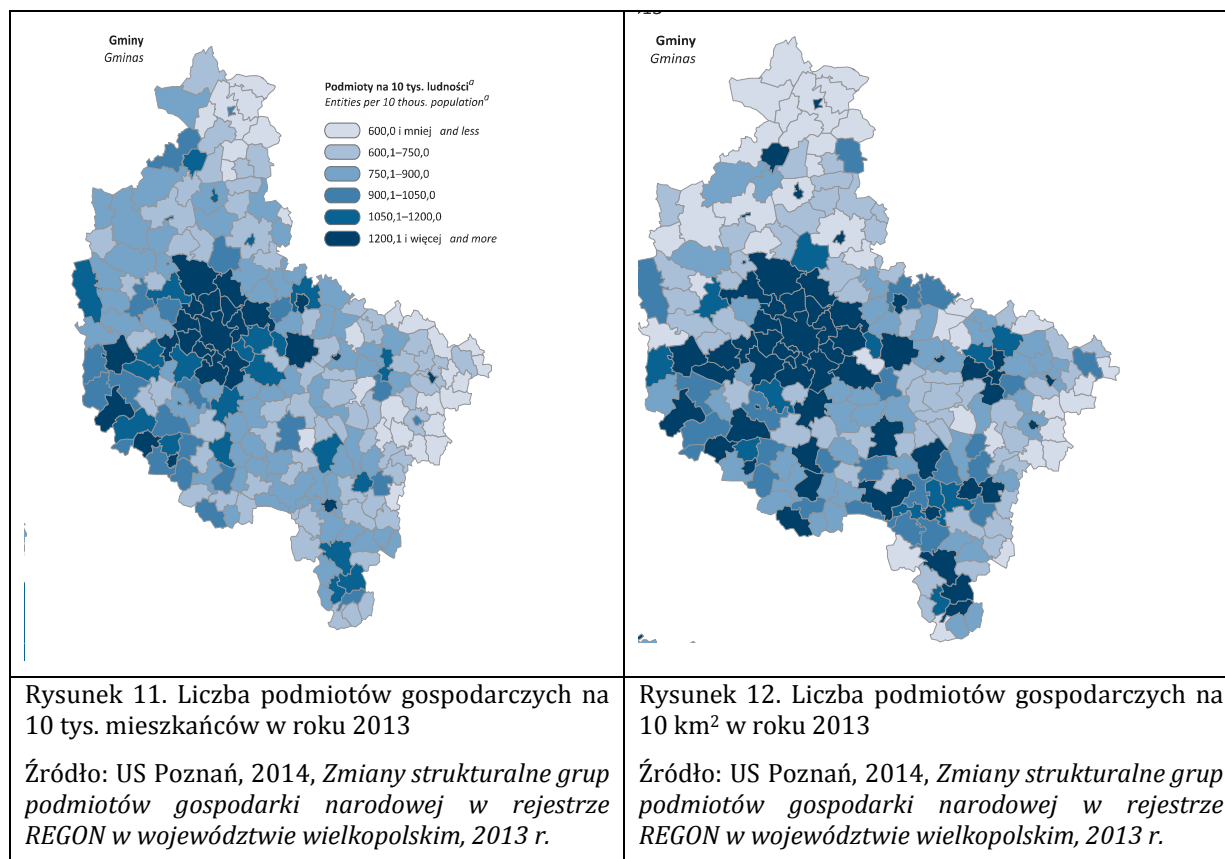 Gminy
Gminas
Podmioty na 10 tys. ludnościᵃ
Entities per 10 thous. populationᵃ
600,0 i mniej and less
600,1–750,0
750,1–900,0
900,1–1050,0
1050,1–1200,0
1200,1 i więcej and more
Gminy
Gminas
Rysunek 11. Liczba podmiotów gospodarczych na
10 tys. mieszkańców w roku 2013
Źródło: US Poznań, 2014, Zmiany strukturalne grup
podmiotów gospodarki narodowej w rejestrze
REGON w województwie wielkopolskim, 2013 r.
Rysunek 12. Liczba podmiotów gospodarczych na
10 km² w roku 2013
Źródło: US Poznań, 2014, Zmiany strukturalne grup
podmiotów gospodarki narodowej w rejestrze
REGON w województwie wielkopolskim, 2013 r.